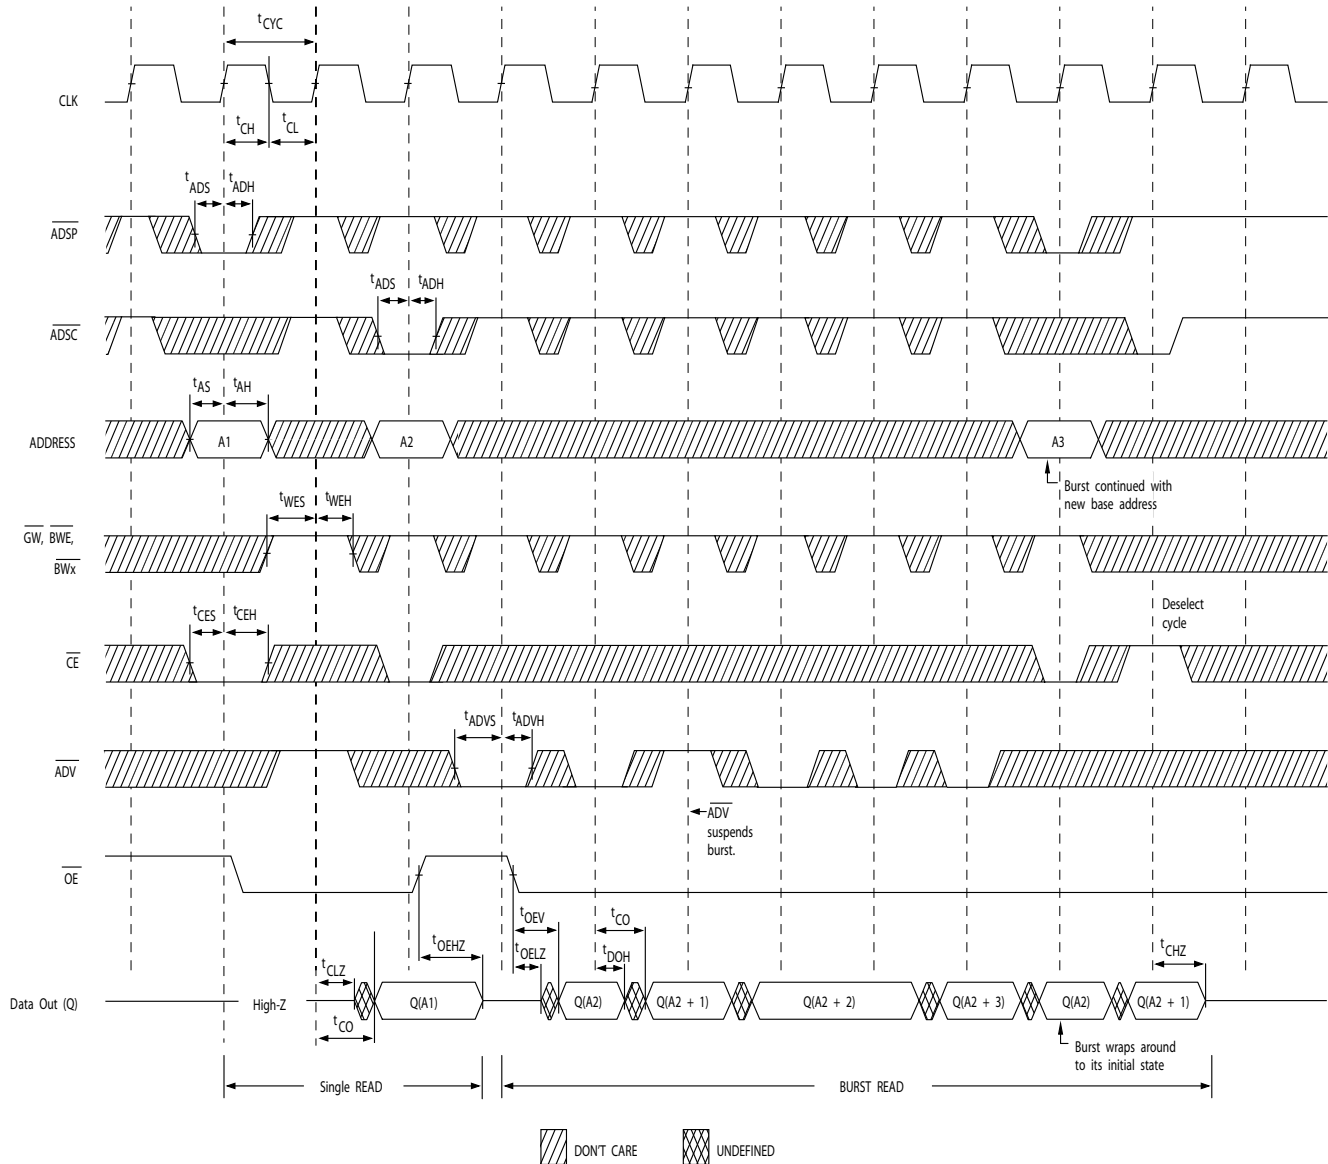 tCYC
CLK
tCH
tCL
tADS
tADH
ADSP
tADS
tADH
ADSC
tAS
tAH
ADDRESS
A1
A2
A3
Burst continued with
new base address
tWES
tWEH
GW, BWE,
BWx
tCES
tCEH
Deselect
cycle
CE
tADVS
tADVH
ADV
ADV
suspends
burst.
OE
tOEV
tCO
tOEHZ
tOELZ
tDOH
tCHZ
tCLZ
Data Out (Q)
High-Z
Q(A1)
Q(A2)
Q(A2 + 1)
Q(A2 + 2)
Q(A2 + 3)
Q(A2)
Q(A2 + 1)
tCO
Burst wraps around
to its initial state
Single READ
BURST READ
DON'T CARE
UNDEFINED